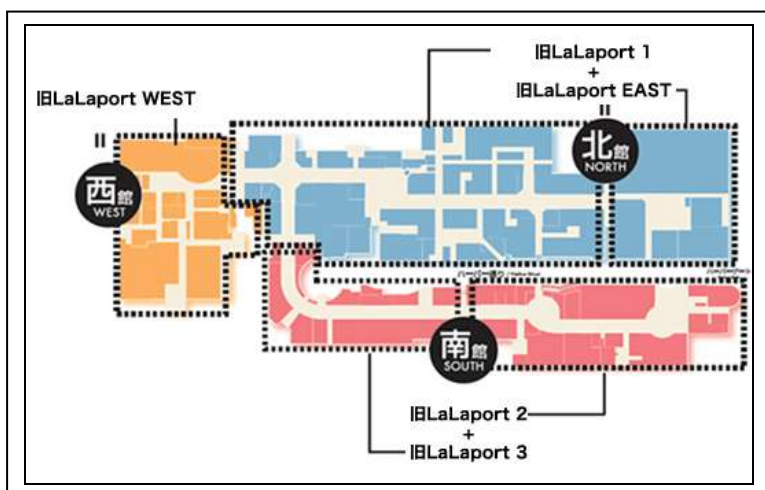 旧LaLaport 1
+
旧LaLaport EAST
旧LaLaport WEST
=
=
北館
NORTH
西館
WEST
南館
SOUTH
旧LaLaport 2
+
旧LaLaport 3